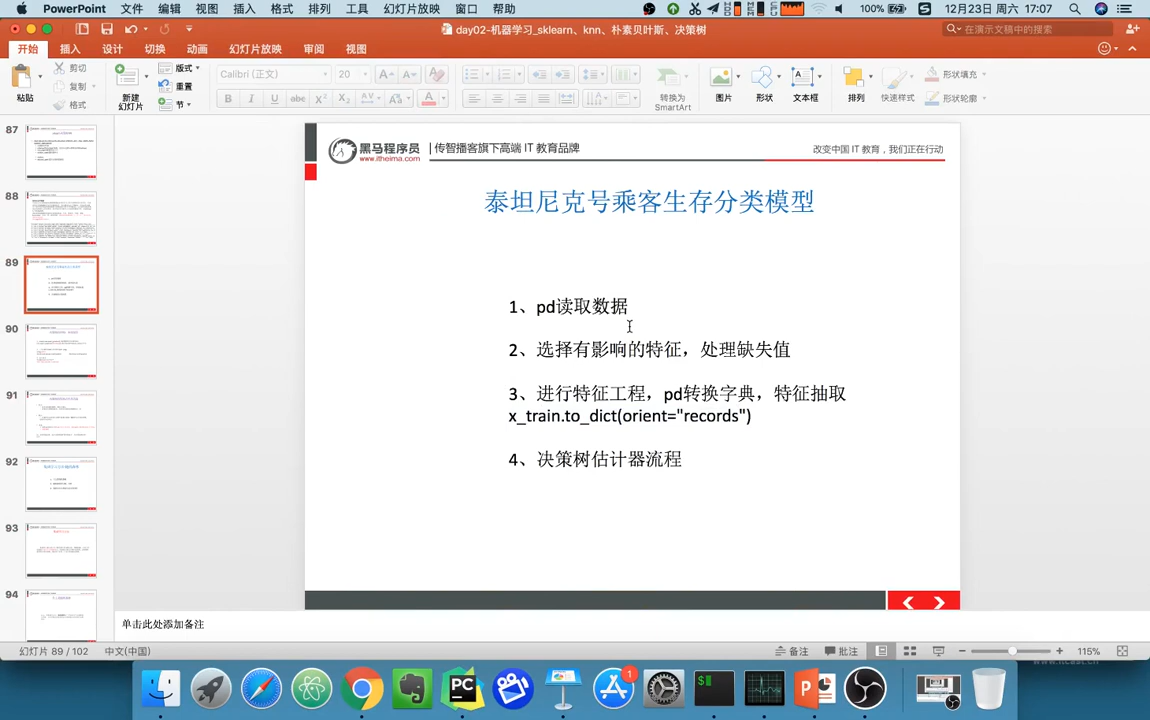 PowerPoint 文件 编辑 视图 插入 格式 排列 工具 幻灯片放映 窗口 帮助 100% 12月23日 周六 17:07
day02-机器学习_sklearn、knn、朴素贝叶斯、决策树
在演示文稿中的搜索
开始 插入 设计 切换 动画 幻灯片放映 审阅 视图
粘贴 剪切 复制 格式
新建
幻灯片
版式 重置 节
Calibri (正文) 20
B I U abc X² X₂ AV Aa A
转换为
SmartArt
图片 形状 文本框 排列 快速样式 形状填充 形状轮廓
87
88
89
90
91
92
93
94
黑马程序员
www.itheima.com
传智播客旗下高端 IT 教育品牌
改变中国 IT 教育，我们正在行动
泰坦尼克号乘客生存分类模型
1、pd读取数据
2、选择有影响的特征，处理缺失值
3、进行特征工程，pd转换字典，特征抽取
x_train.to_dict(orient="records")
4、决策树估计器流程
单击此处添加备注
幻灯片 89 / 102 中文(中国) 备注 批注 115%